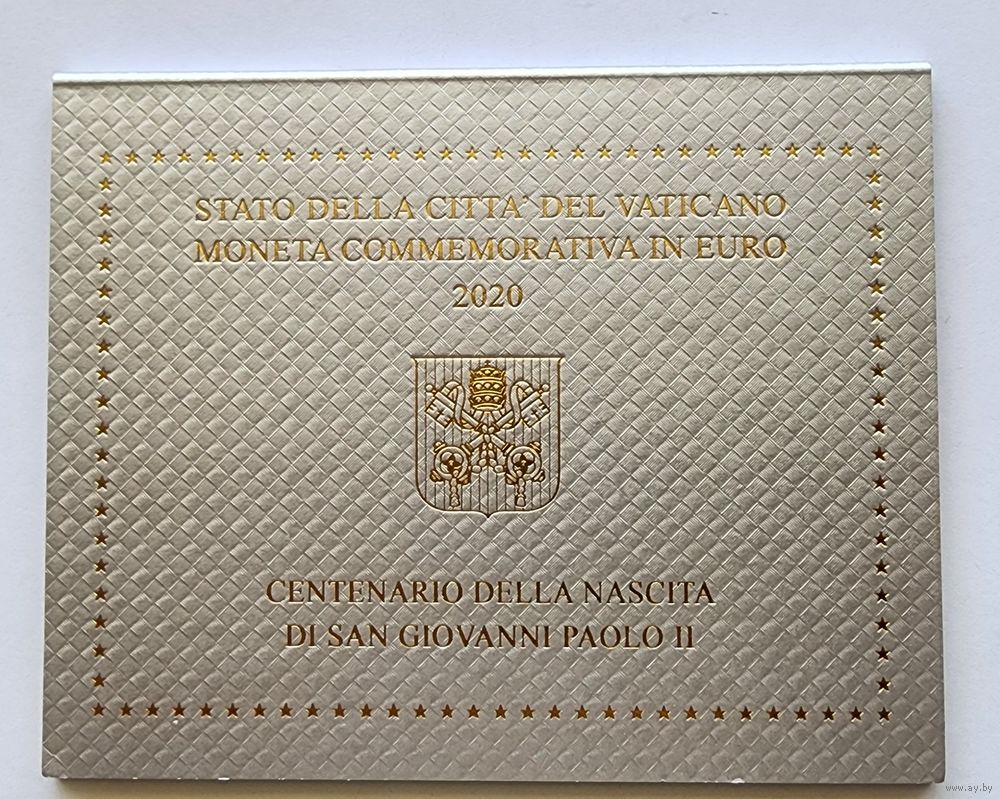 STATO DELLA CITTA' DEL VATICANO
MONETA COMMEMORATIVA IN EURO
2020
CENTENARIO DELLA NASCITA
DI SAN GIOVANNI PAOLO II
www.ay.by